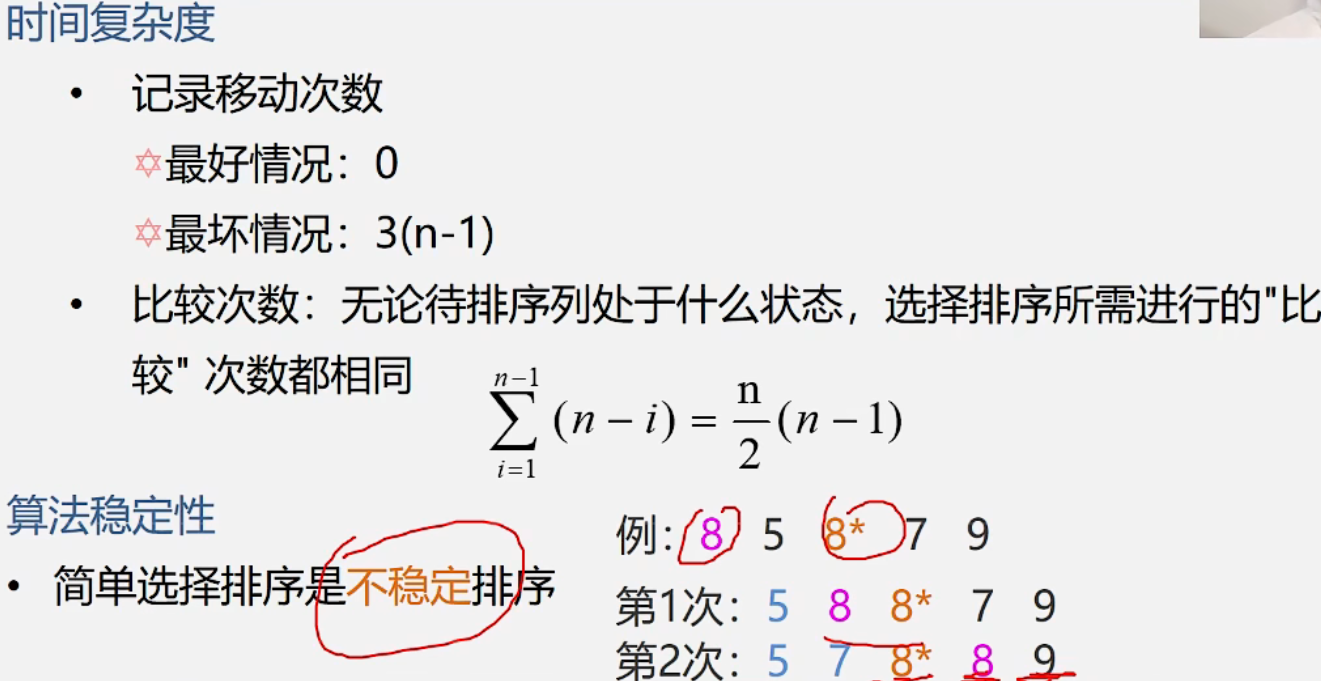 时间复杂度
• 记录移动次数
✡最好情况：0
✡最坏情况：3(n-1)
• 比较次数：无论待排序列处于什么状态，选择排序所需进行的"比
较" 次数都相同
\sum_{i=1}^{n-1} (n-i) = \frac{n}{2}(n-1)
算法稳定性
• 简单选择排序是不稳定排序
例：8 5 8* 7 9
第1次：5 8 8* 7 9
第2次：5 7 8* 8 9